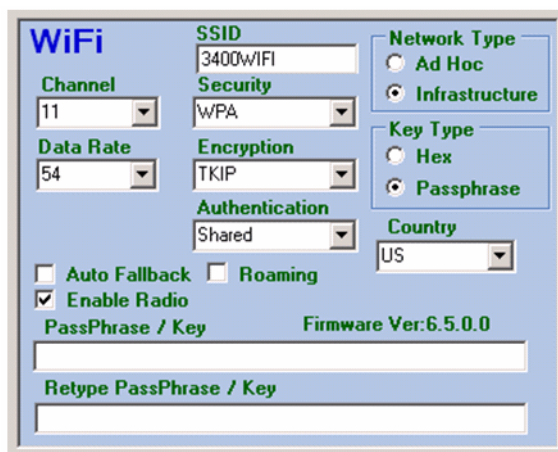 WiFi
SSID
3400WIFI
Network Type
Ad Hoc
Infrastructure
Channel
11
Security
WPA
Key Type
Hex
Passphrase
Data Rate
54
Encryption
TKIP
Authentication
Shared
Country
US
Auto Fallback
Roaming
Enable Radio
PassPhrase / Key
Firmware Ver:6.5.0.0
Retype PassPhrase / Key